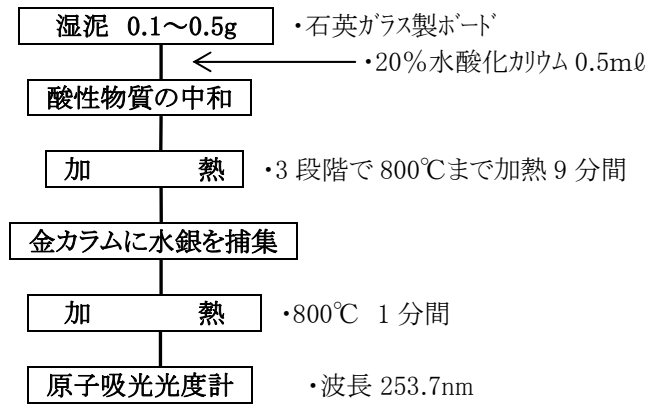 湿泥 0.1～0.5g ・石英ｶﾞﾗｽ製ﾎﾞｰﾄﾞ
・20％水酸化ｶﾘｳﾑ 0.5mℓ
酸性物質の中和
加 熱 ・3 段階で 800℃まで加熱 9 分間
金カラムに水銀を捕集
加 熱 ・800℃ 1 分間
原子吸光光度計 ・波長 253.7nm